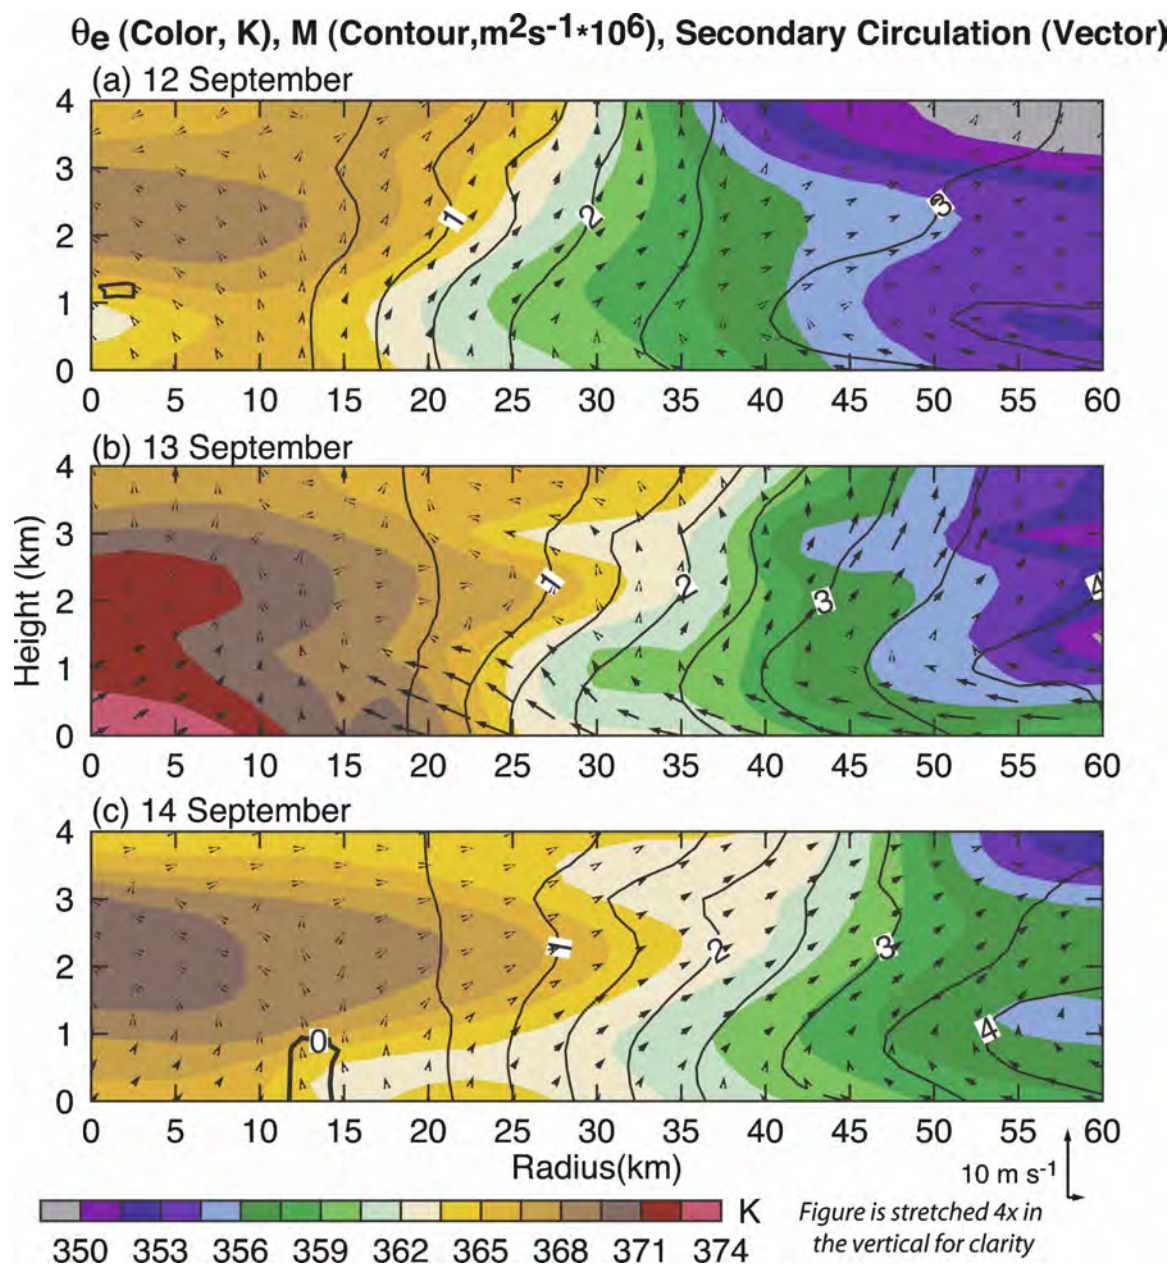 θe (Color, K), M (Contour,m2s-1*106), Secondary Circulation (Vector)
(a) 12 September
4
3
2
1
0
1
2
3
0 5 10 15 20 25 30 35 40 45 50 55 60
(b) 13 September
4
3
2
1
0
1
2
3
4
0 5 10 15 20 25 30 35 40 45 50 55 60
Height (km)
(c) 14 September
4
3
2
1
0
0
1
2
3
4
0 5 10 15 20 25 30 35 40 45 50 55 60
Radius(km)
10 m s-1
K
350 353 356 359 362 365 368 371 374
Figure is stretched 4x in
the vertical for clarity